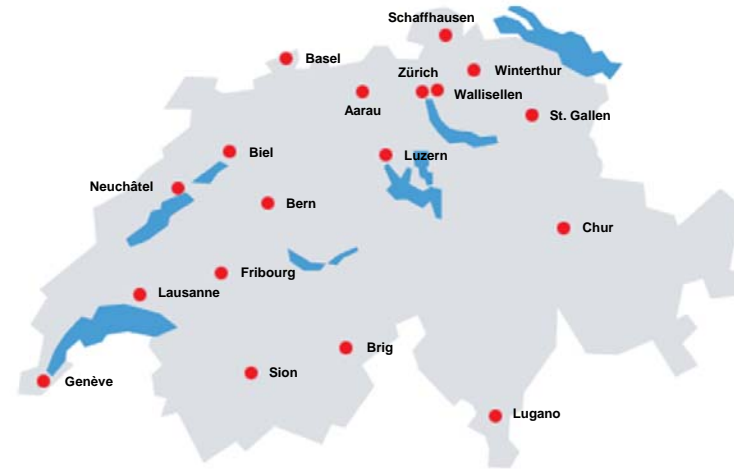 Schaffhausen
Basel
Zürich
Winterthur
Wallisellen
Aarau
St. Gallen
Biel
Luzern
Neuchâtel
Bern
Chur
Fribourg
Lausanne
Brig
Sion
Genève
Lugano